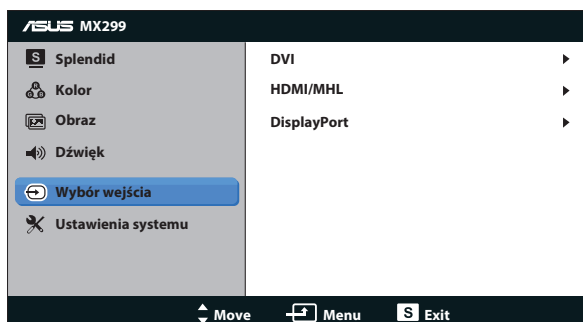 ASUS MX299
S Splendid
Kolor
Obraz
Dźwięk
Wybór wejścia
Ustawienia systemu
DVI
HDMI/MHL
DisplayPort
Move Menu S Exit